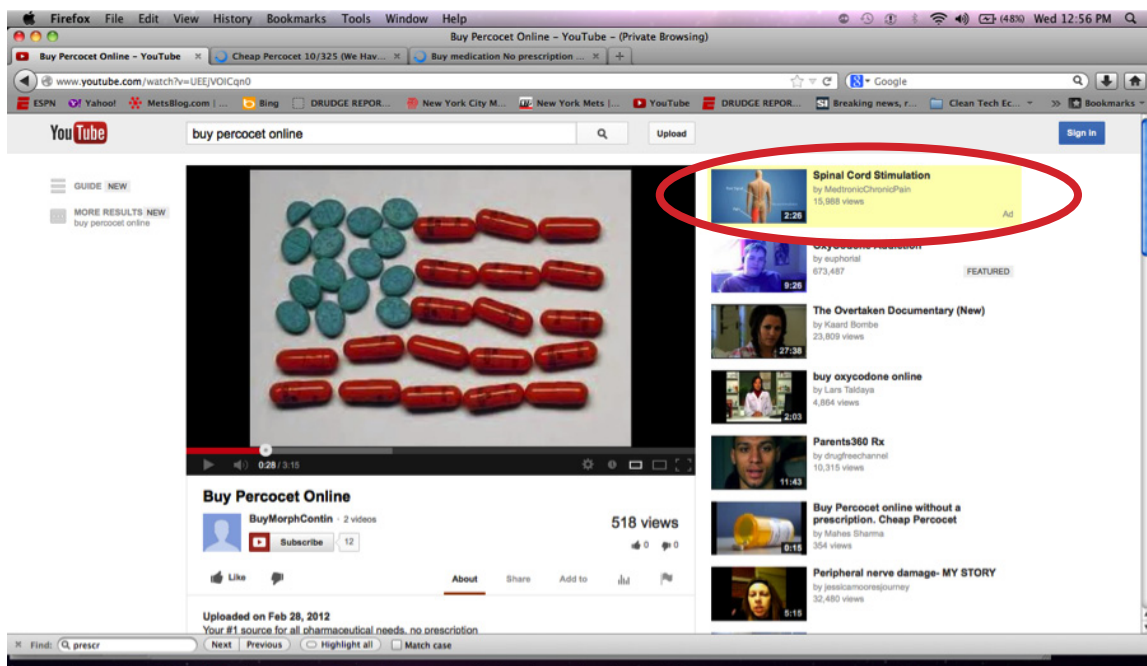 Firefox File Edit View History Bookmarks Tools Window Help (48%) Wed 12:56 PM
Buy Percocet Online – YouTube – (Private Browsing)
Buy Percocet Online – YouTube × Cheap Percocet 10/325 (We Hav... × Buy medication No prescription ... × +
www.youtube.com/watch?v=UEEjVOICqn0 Google
ESPN Yahoo! MetsBlog.com | ... Bing DRUDGE REPOR... New York City M... New York Mets |... YouTube DRUDGE REPOR... SI Breaking news, r... Clean Tech Ec... >> Bookmarks
YouTube buy percocet online Upload Sign in
GUIDE NEW
MORE RESULTS NEW
buy percocet online
0:28 / 3:15
Buy Percocet Online
BuyMorphContin · 2 videos
Subscribe 12
518 views
0 0
Like About Share Add to
Uploaded on Feb 28, 2012
Your #1 source for all pharmaceutical needs, no prescription
Spinal Cord Stimulation
by MedtronicChronicPain
15,988 views
2:26 Ad
Oxycodone Addiction
by euphorial
673,487 FEATURED
9:26
The Overtaken Documentary (New)
by Kaard Bombe
23,809 views
27:38
buy oxycodone online
by Lars Taldaya
4,864 views
2:03
Parents360 Rx
by drugfreechannel
10,315 views
11:43
Buy Percocet online without a
prescription. Cheap Percocet
by Mahes Sharma
354 views
0:15
Peripheral nerve damage- MY STORY
by jessicamooresjourney
32,480 views
5:15
× Find: prescr Next Previous Highlight all Match case